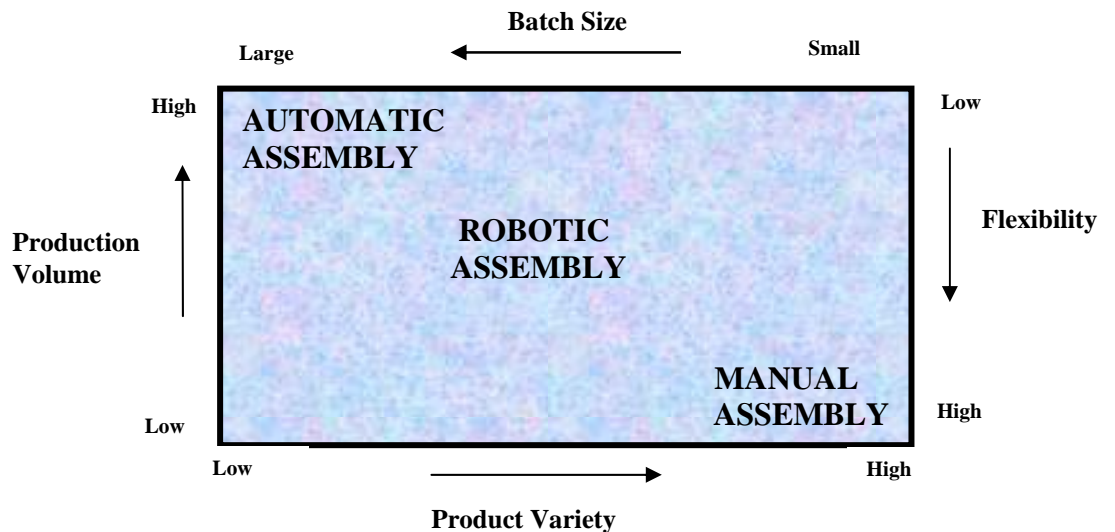 Batch Size
Large
Small
High
Low
AUTOMATIC
ASSEMBLY
ROBOTIC
ASSEMBLY
Flexibility
Production
Volume
MANUAL
ASSEMBLY
Low
High
Low
High
Product Variety